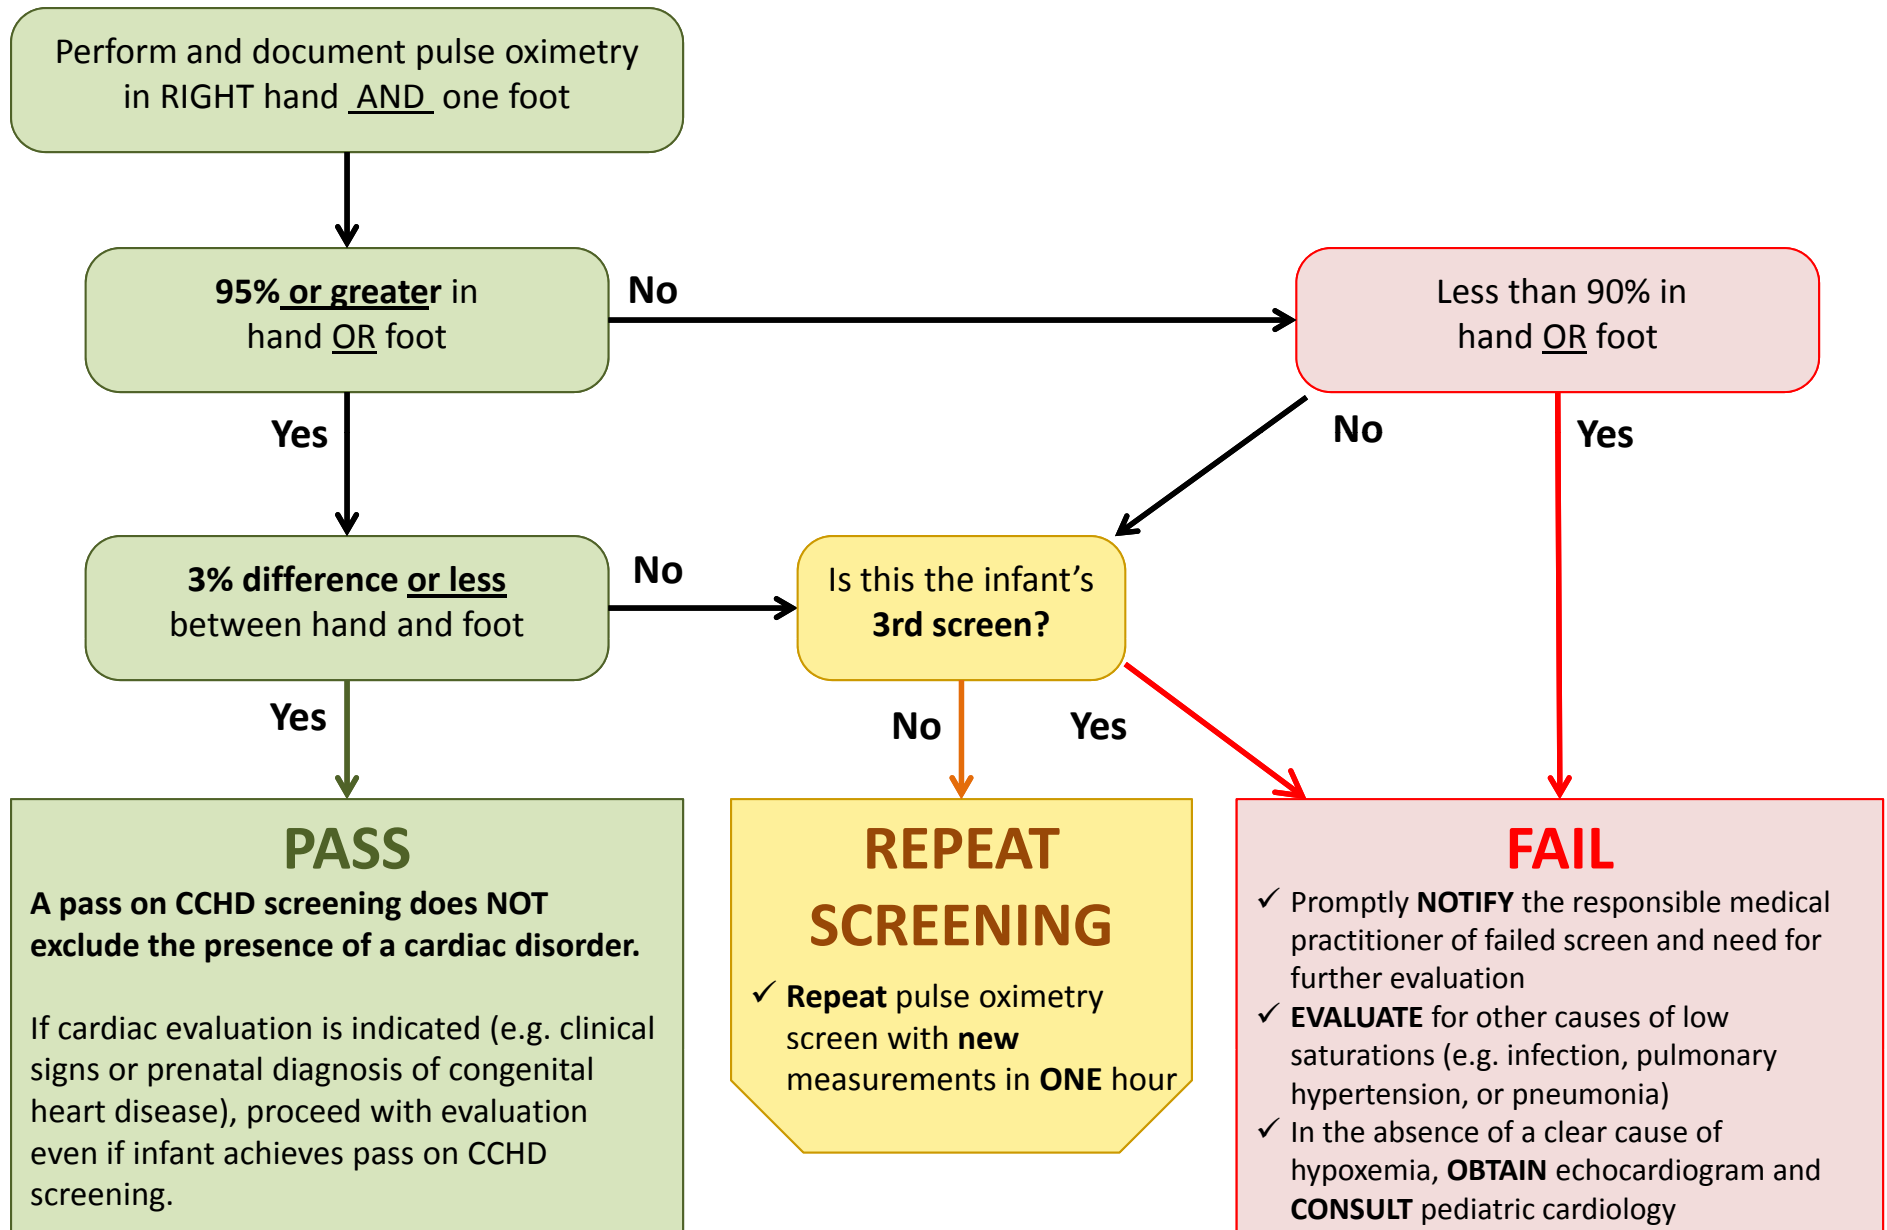 Perform and document pulse oximetry
in RIGHT hand AND one foot
95% or greater in
hand OR foot
No
Less than 90% in
hand OR foot
Yes
No
Yes
3% difference or less
between hand and foot
No
Is this the infant's
3rd screen?
Yes
No
Yes
PASS
A pass on CCHD screening does NOT
exclude the presence of a cardiac disorder.
If cardiac evaluation is indicated (e.g. clinical
signs or prenatal diagnosis of congenital
heart disease), proceed with evaluation
even if infant achieves pass on CCHD
screening.
REPEAT
SCREENING
✓ Repeat pulse oximetry
screen with new
measurements in ONE hour
FAIL
✓ Promptly NOTIFY the responsible medical
practitioner of failed screen and need for
further evaluation
✓ EVALUATE for other causes of low
saturations (e.g. infection, pulmonary
hypertension, or pneumonia)
✓ In the absence of a clear cause of
hypoxemia, OBTAIN echocardiogram and
CONSULT pediatric cardiology